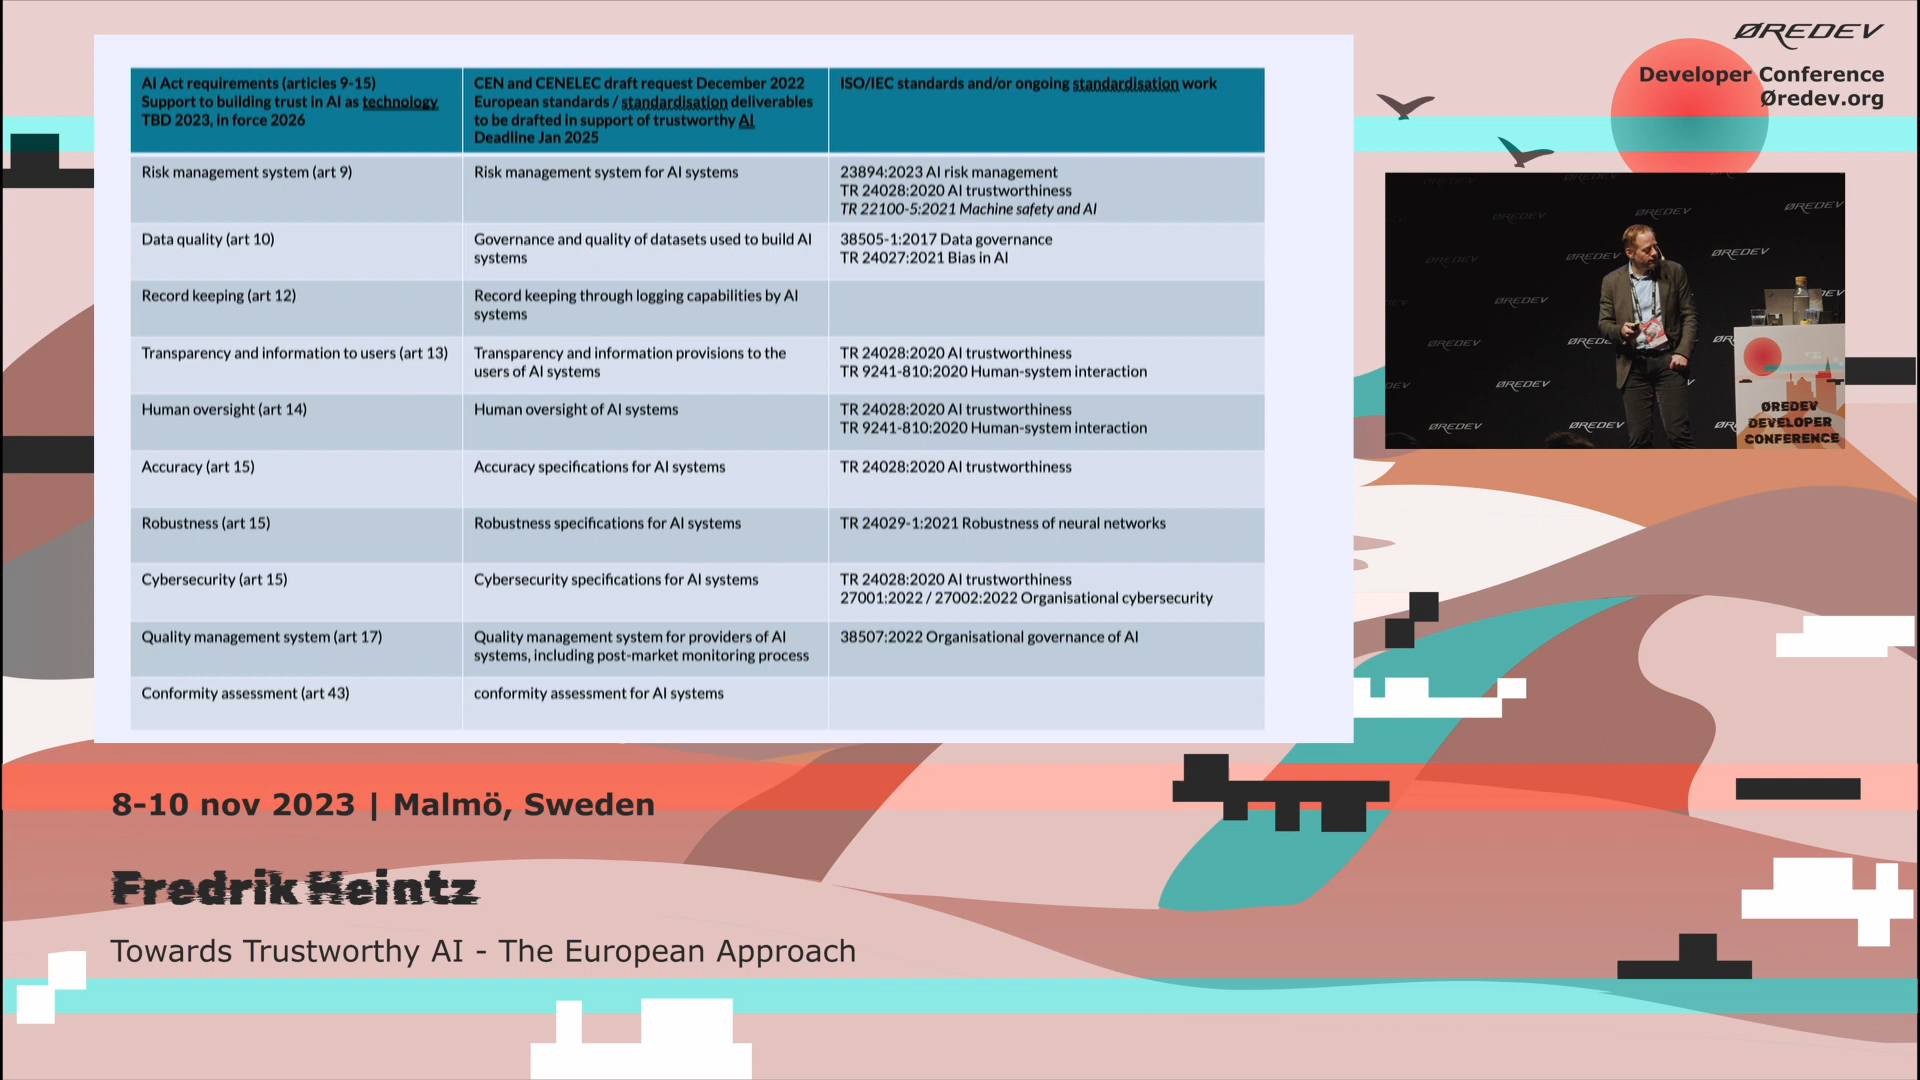 ØREDEV
Developer Conference
Øredev.org
AI Act requirements (articles 9-15)
Support to building trust in AI as technology
TBD 2023, in force 2026
CEN and CENELEC draft request December 2022
European standards / standardisation deliverables
to be drafted in support of trustworthy AI
Deadline Jan 2025
ISO/IEC standards and/or ongoing standardisation work
Risk management system (art 9)
Risk management system for AI systems
23894:2023 AI risk management
TR 24028:2020 AI trustworthiness
TR 22100-5:2021 Machine safety and AI
Data quality (art 10)
Governance and quality of datasets used to build AI
systems
38505-1:2017 Data governance
TR 24027:2021 Bias in AI
Record keeping (art 12)
Record keeping through logging capabilities by AI
systems
Transparency and information to users (art 13)
Transparency and information provisions to the
users of AI systems
TR 24028:2020 AI trustworthiness
TR 9241-810:2020 Human-system interaction
Human oversight (art 14)
Human oversight of AI systems
TR 24028:2020 AI trustworthiness
TR 9241-810:2020 Human-system interaction
Accuracy (art 15)
Accuracy specifications for AI systems
TR 24028:2020 AI trustworthiness
Robustness (art 15)
Robustness specifications for AI systems
TR 24029-1:2021 Robustness of neural networks
Cybersecurity (art 15)
Cybersecurity specifications for AI systems
TR 24028:2020 AI trustworthiness
27001:2022 / 27002:2022 Organisational cybersecurity
Quality management system (art 17)
Quality management system for providers of AI
systems, including post-market monitoring process
38507:2022 Organisational governance of AI
Conformity assessment (art 43)
conformity assessment for AI systems
ØREDEV
ØREDEV
ØREDEV
ØREDEV
ØREDEV
ØREDEV
ØREDEV
ØREDEV
ØREDEV
ØREDEV
ØREDEV
ØREDEV
DEVELOPER
CONFERENCE
8-10 nov 2023 | Malmö, Sweden
Fredrik Heintz
Towards Trustworthy AI - The European Approach